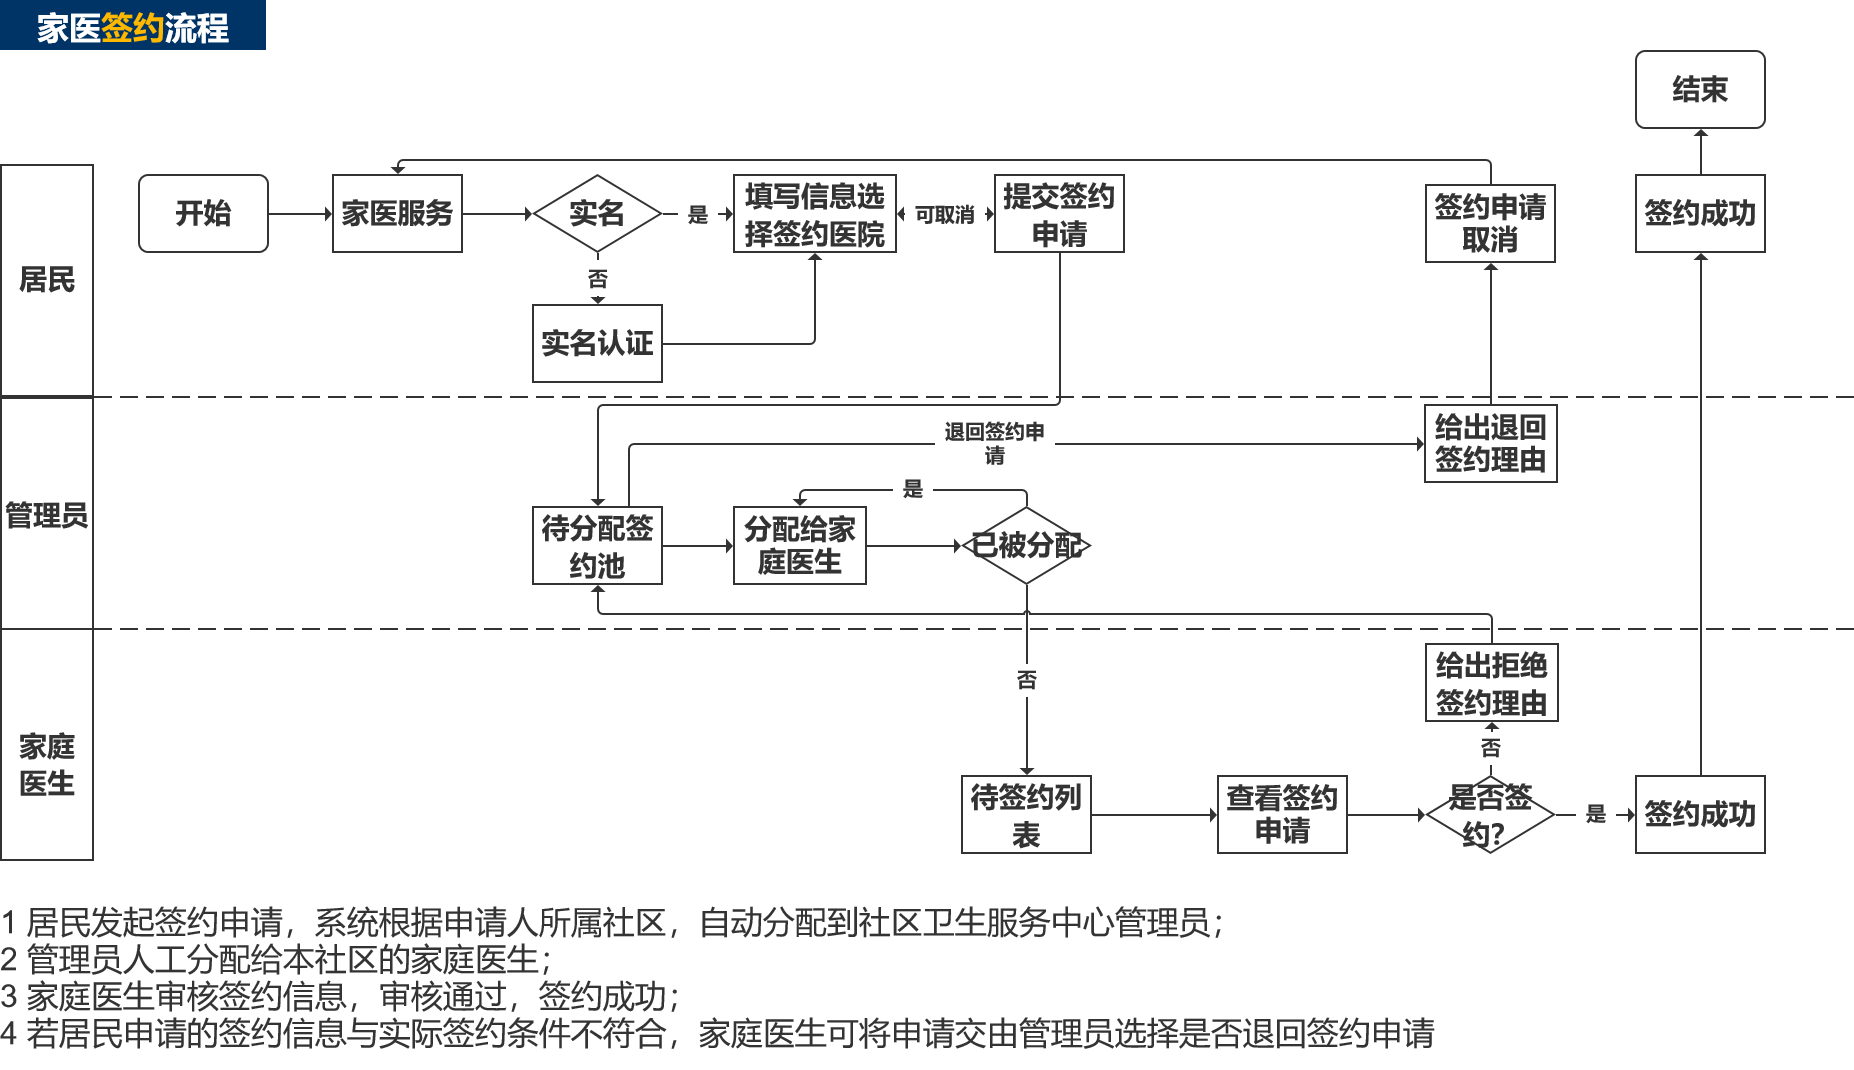 家医签约流程
结束
开始
家医服务
实名
是
填写信息选
择签约医院
可取消
提交签约
申请
签约申请
取消
签约成功
居民
否
实名认证
退回签约申
请
给出退回
签约理由
管理员
是
待分配签
约池
分配给家
庭医生
已被分配
否
给出拒绝
签约理由
否
家庭
医生
待签约列
表
查看签约
申请
是否签
约?
是
签约成功
1 居民发起签约申请，系统根据申请人所属社区，自动分配到社区卫生服务中心管理员；
2 管理员人工分配给本社区的家庭医生；
3 家庭医生审核签约信息，审核通过，签约成功；
4 若居民申请的签约信息与实际签约条件不符合，家庭医生可将申请交由管理员选择是否退回签约申请